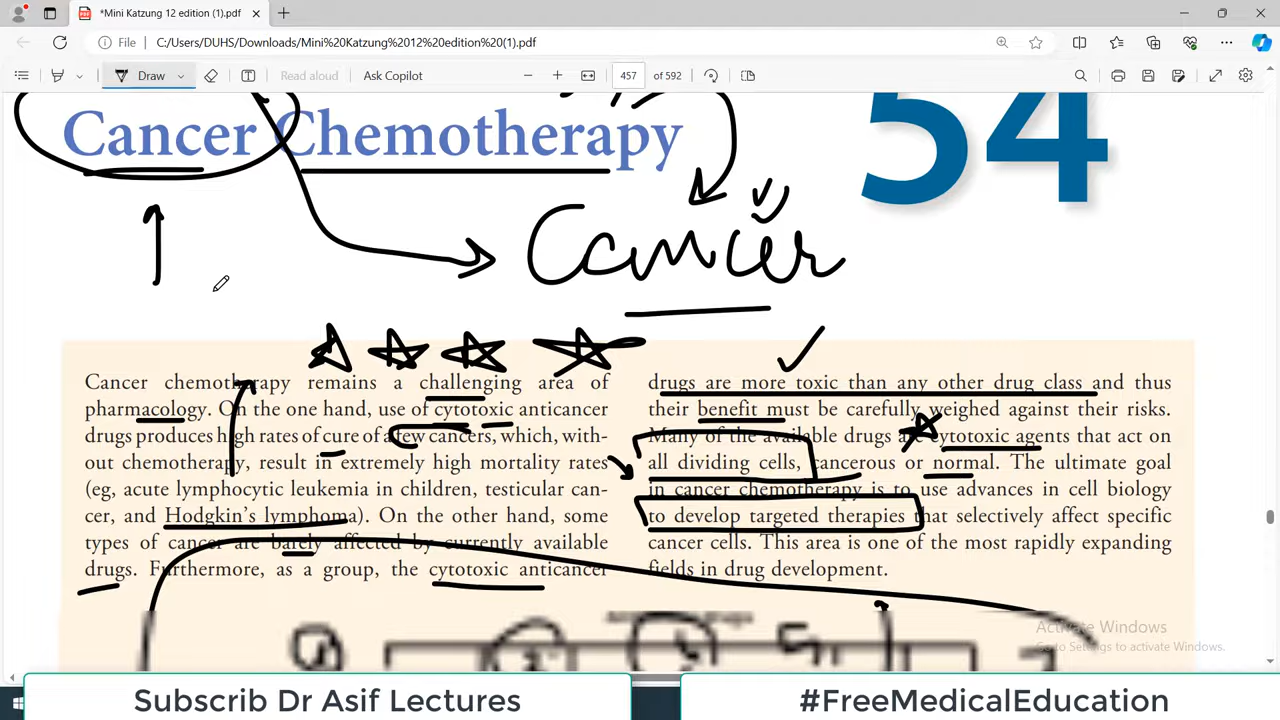 *Mini Katzung 12 edition (1).pdf
File C:/Users/DUHS/Downloads/Mini%20Katzung%2012%20edition%20(1).pdf
Draw Read aloud Ask Copilot 457 of 592
Cancer Chemotherapy 54
Cancer
Cancer chemotherapy remains a challenging area of
pharmacology. On the one hand, use of cytotoxic anticancer
drugs produces high rates of cure of a few cancers, which, with-
out chemotherapy, result in extremely high mortality rates
(eg, acute lymphocytic leukemia in children, testicular can-
cer, and Hodgkin's lymphoma). On the other hand, some
types of cancer are barely affected by currently available
drugs. Furthermore, as a group, the cytotoxic anticancer
drugs are more toxic than any other drug class and thus
their benefit must be carefully weighed against their risks.
Many of the available drugs are cytotoxic agents that act on
all dividing cells, cancerous or normal. The ultimate goal
in cancer chemotherapy is to use advances in cell biology
to develop targeted therapies that selectively affect specific
cancer cells. This area is one of the most rapidly expanding
fields in drug development.
Activate Windows
Go to Settings to activate Windows.
Subscrib Dr Asif Lectures
#FreeMedicalEducation